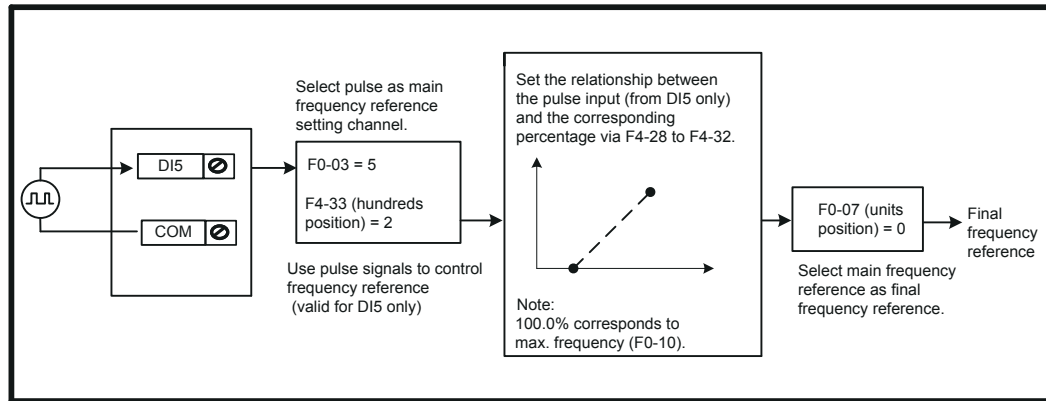 DI5
COM
Select pulse as main
frequency reference
setting channel.
F0-03 = 5
F4-33 (hundreds
position) = 2
Use pulse signals to control
frequency reference
(valid for DI5 only)
Set the relationship between
the pulse input (from DI5 only)
and the corresponding
percentage via F4-28 to F4-32.
Note:
100.0% corresponds to
max. frequency (F0-10).
F0-07 (units
position) = 0
Select main frequency
reference as final
frequency reference.
Final
frequency
reference